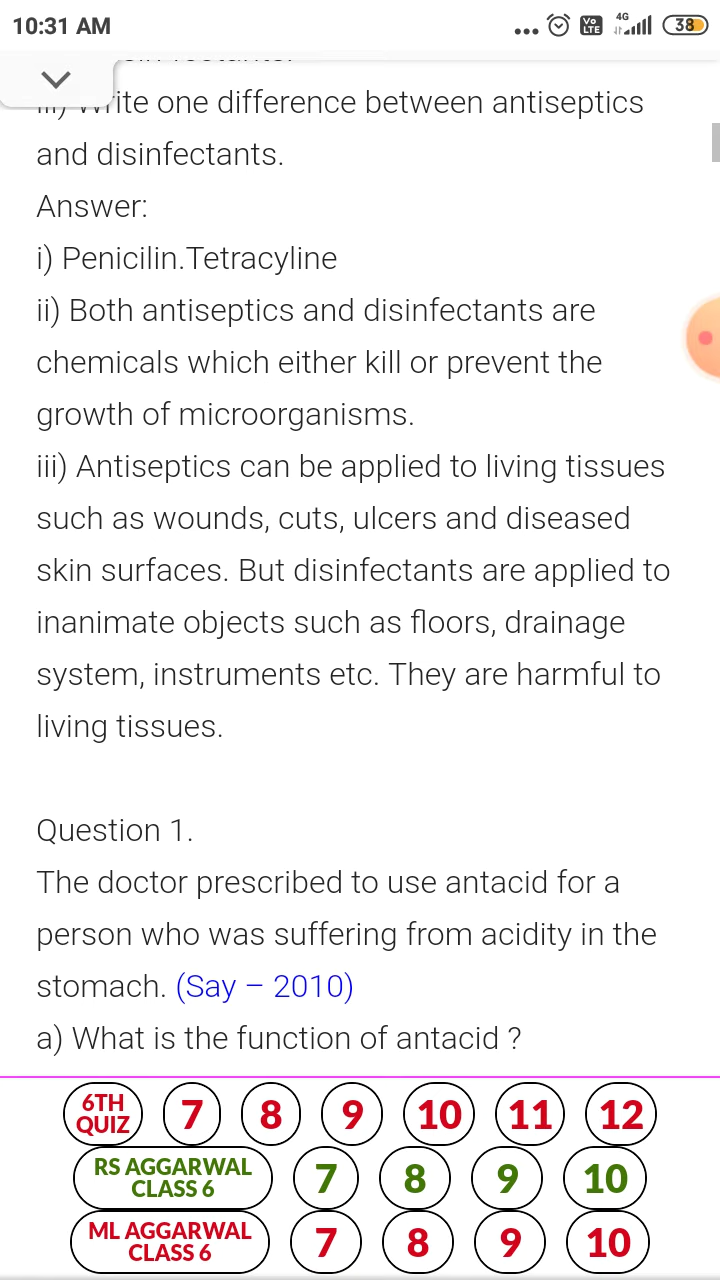 10:31 AM
... Vo LTE 4G 38
iii) Write one difference between antiseptics
and disinfectants.
Answer:
i) Penicilin.Tetracyline
ii) Both antiseptics and disinfectants are
chemicals which either kill or prevent the
growth of microorganisms.
iii) Antiseptics can be applied to living tissues
such as wounds, cuts, ulcers and diseased
skin surfaces. But disinfectants are applied to
inanimate objects such as floors, drainage
system, instruments etc. They are harmful to
living tissues.
Question 1.
The doctor prescribed to use antacid for a
person who was suffering from acidity in the
stomach. (Say – 2010)
a) What is the function of antacid ?
6TH QUIZ 7 8 9 10 11 12
RS AGGARWAL CLASS 6 7 8 9 10
ML AGGARWAL CLASS 6 7 8 9 10